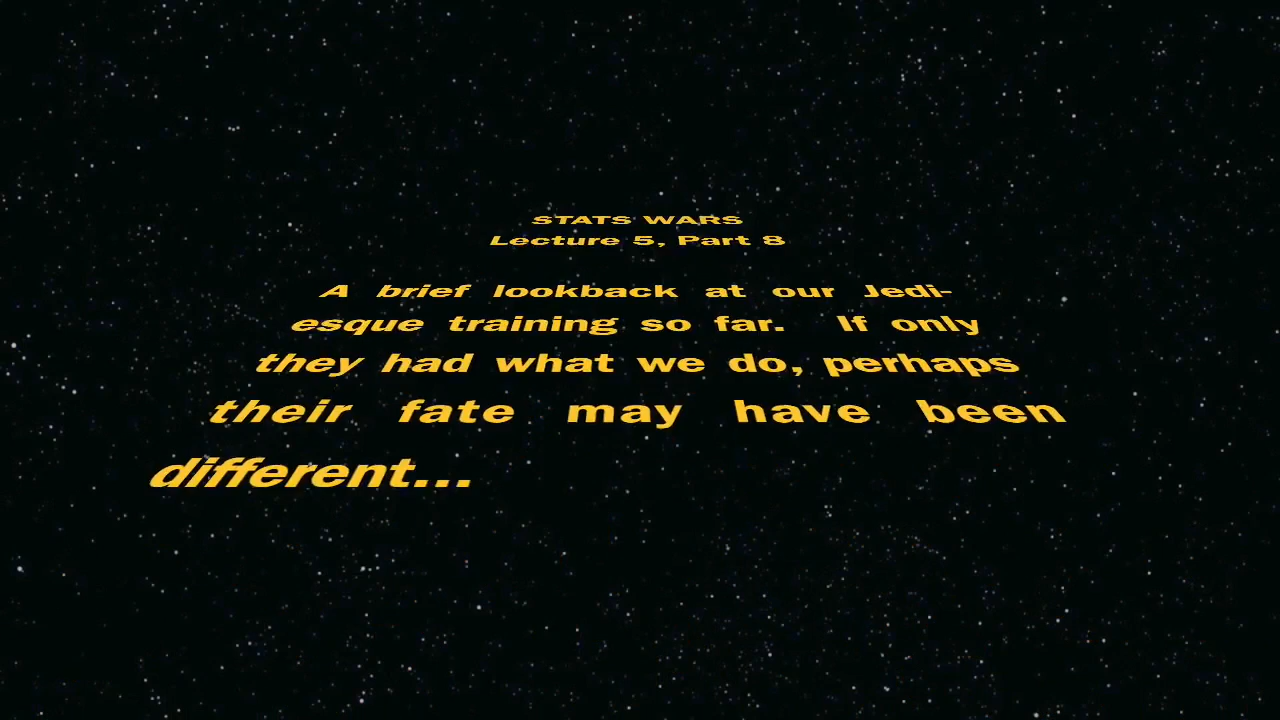 STATS WARS
Lecture 5, Part 8
A brief lookback at our Jedi-
esque training so far. If only
they had what we do, perhaps
their fate may have been
different...